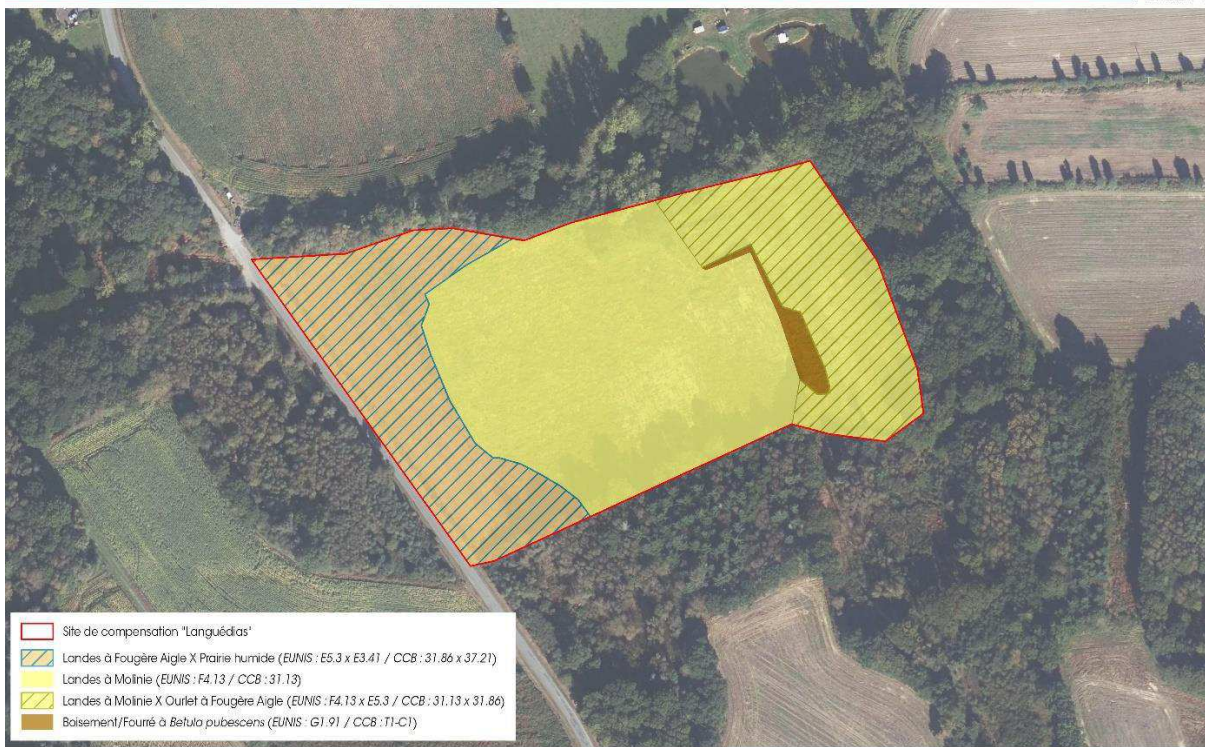 Site de compensation "Languédias"
Landes à Fougère Aigle X Prairie humide (EUNIS : E5.3 x E3.41 / CCB : 31.86 x 37.21)
Landes à Molinie (EUNIS : F4.13 / CCB : 31.13)
Landes à Molinie X Ourlet à Fougère Aigle (EUNIS : F4.13 x E5.3 / CCB : 31.13 x 31.86)
Boisement/Fourré à Betula pubescens (EUNIS : G1.91 / CCB : T1-C1)